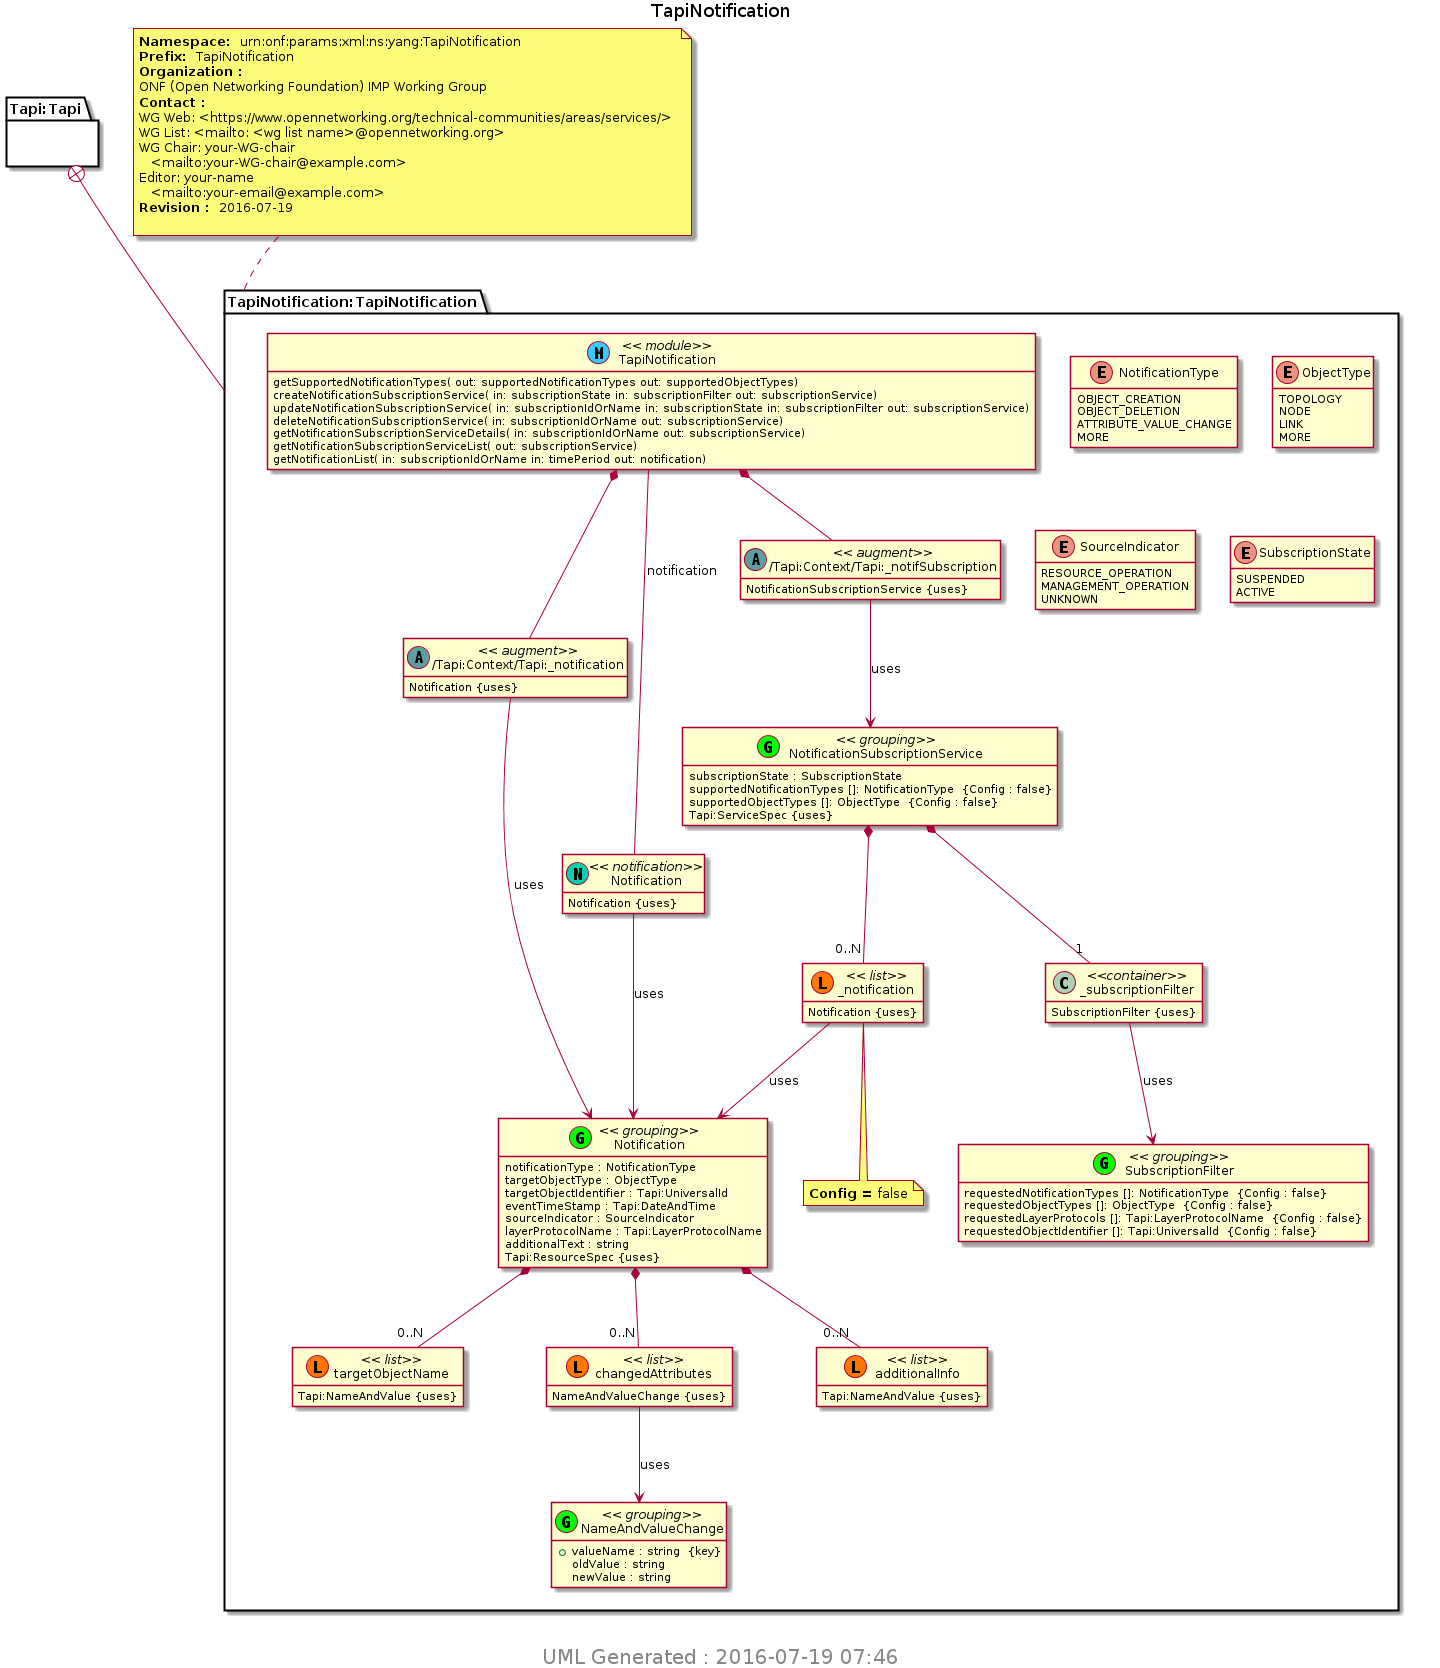 TapiNotification
Namespace: urn:onf:params:xml:ns:yang:TapiNotification
Prefix: TapiNotification
Organization :
ONF (Open Networking Foundation) IMP Working Group
Contact :
WG Web: <https://www.opennetworking.org/technical-communities/areas/services/>
WG List: <mailto: <wg list name>@opennetworking.org>
WG Chair: your-WG-chair
<mailto:your-WG-chair@example.com>
Editor: your-name
<mailto:your-email@example.com>
Revision : 2016-07-19
Tapi:Tapi
TapiNotification:TapiNotification
M
<< module>>
TapiNotification
getSupportedNotificationTypes( out: supportedNotificationTypes out: supportedObjectTypes)
createNotificationSubscriptionService( in: subscriptionState in: subscriptionFilter out: subscriptionService)
updateNotificationSubscriptionService( in: subscriptionIdOrName in: subscriptionState in: subscriptionFilter out: subscriptionService)
deleteNotificationSubscriptionService( in: subscriptionIdOrName out: subscriptionService)
getNotificationSubscriptionServiceDetails( in: subscriptionIdOrName out: subscriptionService)
getNotificationSubscriptionServiceList( out: subscriptionService)
getNotificationList( in: subscriptionIdOrName in: timePeriod out: notification)
E NotificationType
OBJECT_CREATION
OBJECT_DELETION
ATTRIBUTE_VALUE_CHANGE
MORE
E ObjectType
TOPOLOGY
NODE
LINK
MORE
E SourceIndicator
RESOURCE_OPERATION
MANAGEMENT_OPERATION
UNKNOWN
E SubscriptionState
SUSPENDED
ACTIVE
notification
A
<< augment>>
/Tapi:Context/Tapi:_notifSubscription
NotificationSubscriptionService {uses}
A
<< augment>>
/Tapi:Context/Tapi:_notification
Notification {uses}
uses
G
<< grouping>>
NotificationSubscriptionService
subscriptionState : SubscriptionState
supportedNotificationTypes []: NotificationType {Config : false}
supportedObjectTypes []: ObjectType {Config : false}
Tapi:ServiceSpec {uses}
uses
N
<< notification>>
Notification
Notification {uses}
0..N
1
uses
L
<< list>>
_notification
Notification {uses}
C
<<container>>
_subscriptionFilter
SubscriptionFilter {uses}
uses
uses
G
<< grouping>>
Notification
notificationType : NotificationType
targetObjectType : ObjectType
targetObjectIdentifier : Tapi:UniversalId
eventTimeStamp : Tapi:DateAndTime
sourceIndicator : SourceIndicator
layerProtocolName : Tapi:LayerProtocolName
additionalText : string
Tapi:ResourceSpec {uses}
Config = false
G
<< grouping>>
SubscriptionFilter
requestedNotificationTypes []: NotificationType {Config : false}
requestedObjectTypes []: ObjectType {Config : false}
requestedLayerProtocols []: Tapi:LayerProtocolName {Config : false}
requestedObjectIdentifier []: Tapi:UniversalId {Config : false}
0..N
0..N
0..N
L
<< list>>
targetObjectName
Tapi:NameAndValue {uses}
L
<< list>>
changedAttributes
NameAndValueChange {uses}
L
<< list>>
additionalInfo
Tapi:NameAndValue {uses}
uses
G
<< grouping>>
NameAndValueChange
valueName : string {key}
oldValue : string
newValue : string
UML Generated : 2016-07-19 07:46